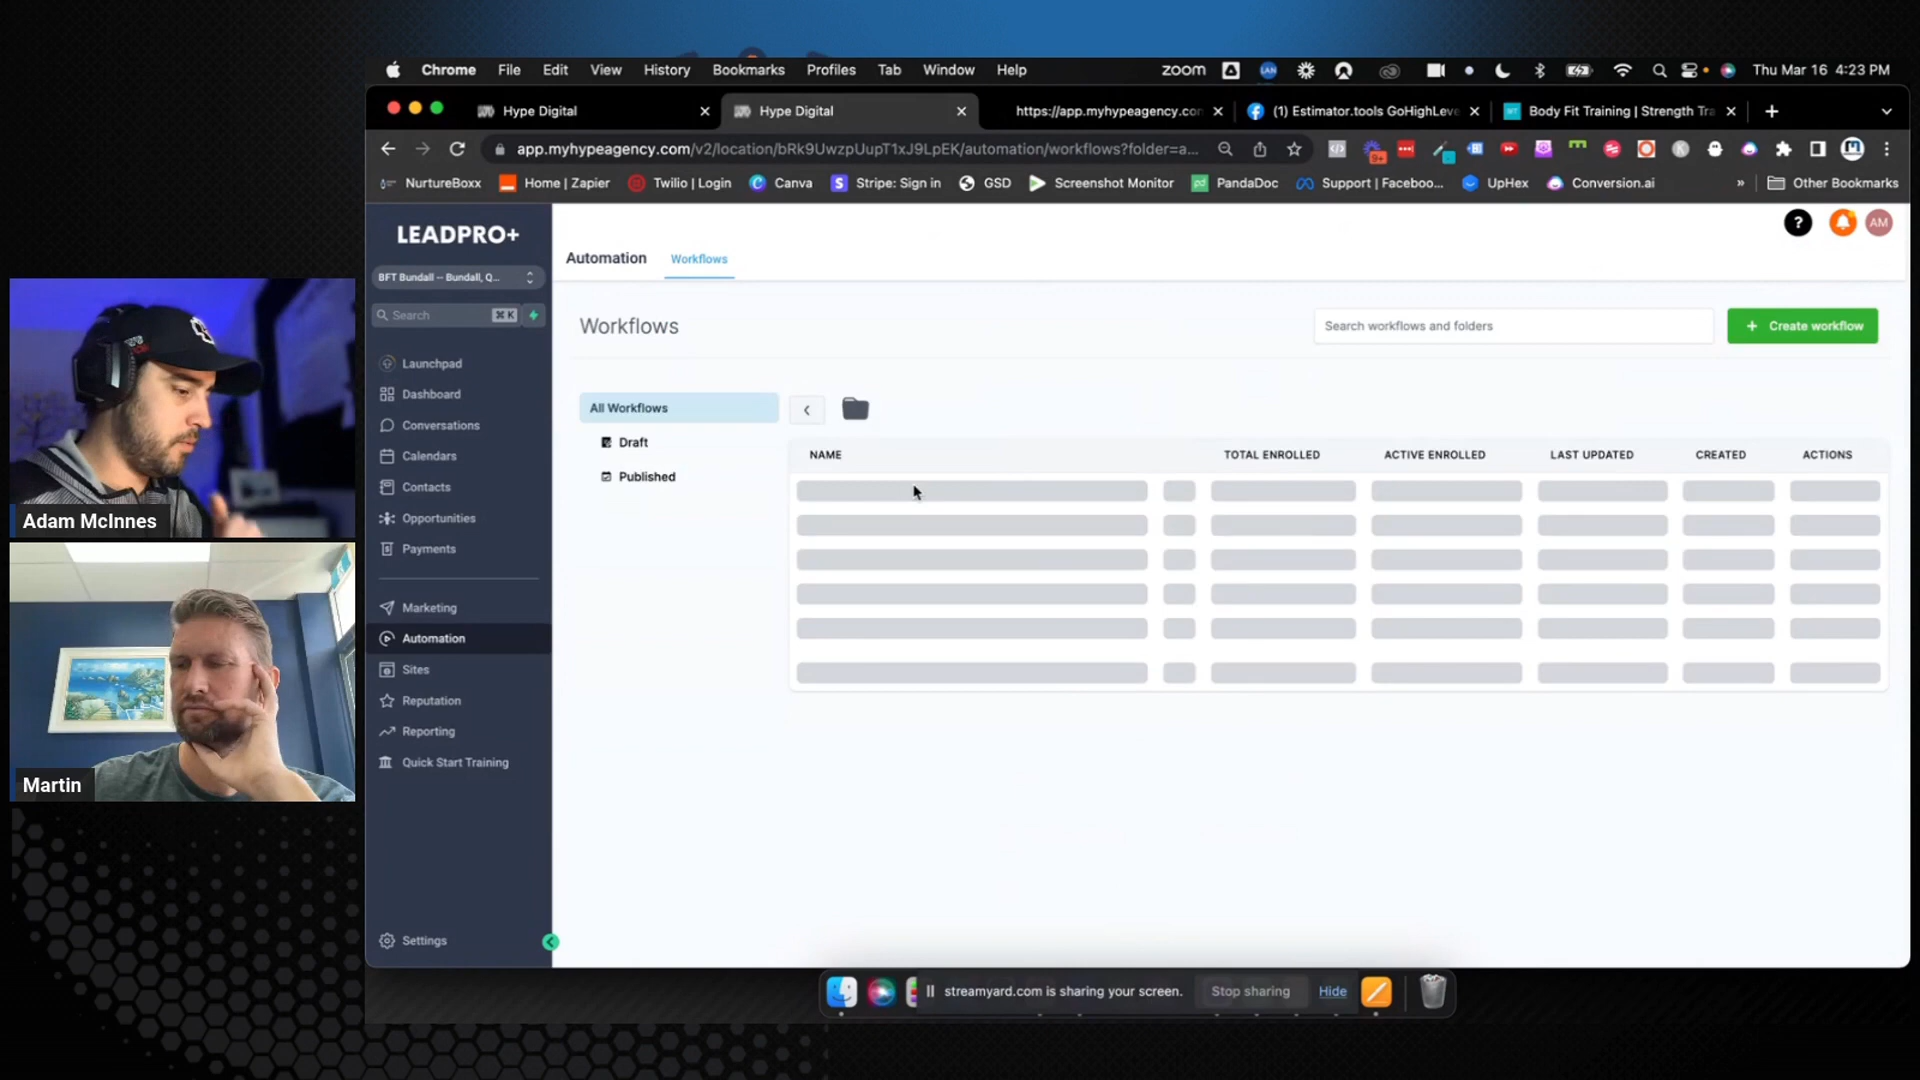 Chrome File Edit View History Bookmarks Profiles Tab Window Help
zoom LAN Thu Mar 16 4:23 PM
Hype Digital
Hype Digital
https://app.myhypeagency.con
(1) Estimator.tools GoHighLeve
Body Fit Training | Strength Tra
app.myhypeagency.com/v2/location/bRk9UwzpUupT1xJ9LpEK/automation/workflows?folder=a...
9+
NurtureBoxx Home | Zapier Twilio | Login Canva Stripe: Sign in GSD Screenshot Monitor PandaDoc Support | Faceboo... UpHex Conversion.ai » Other Bookmarks
LEADPRO+
BFT Bundall -- Bundall, Q...
Search ⌘ K
Launchpad
Dashboard
Conversations
Calendars
Contacts
Opportunities
Payments
Marketing
Automation
Sites
Reputation
Reporting
Quick Start Training
Settings
? AM
Automation Workflows
Workflows
Search workflows and folders
+ Create workflow
All Workflows
Draft
Published
NAME TOTAL ENROLLED ACTIVE ENROLLED LAST UPDATED CREATED ACTIONS
Adam McInnes
Martin
streamyard.com is sharing your screen. Stop sharing Hide